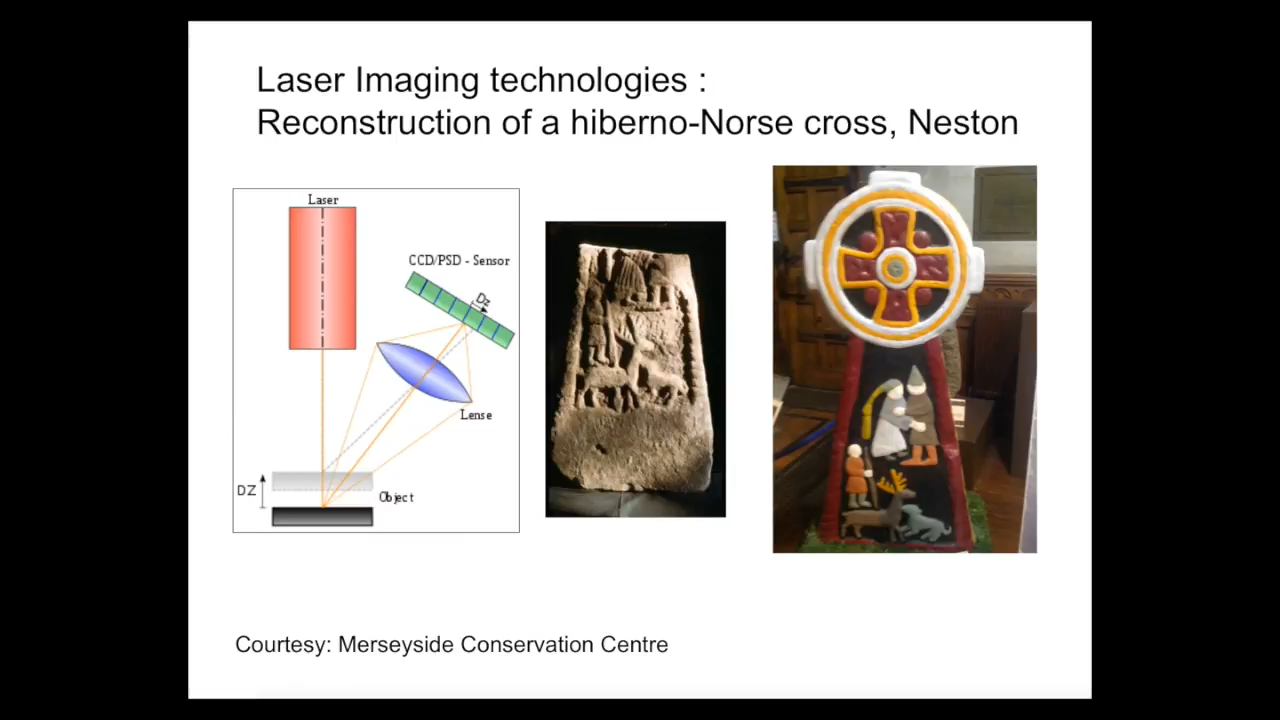 Laser Imaging technologies :
Reconstruction of a hiberno-Norse cross, Neston
Laser
CCD/PSD - Sensor
Dz
Lense
DZ
Object
Courtesy: Merseyside Conservation Centre